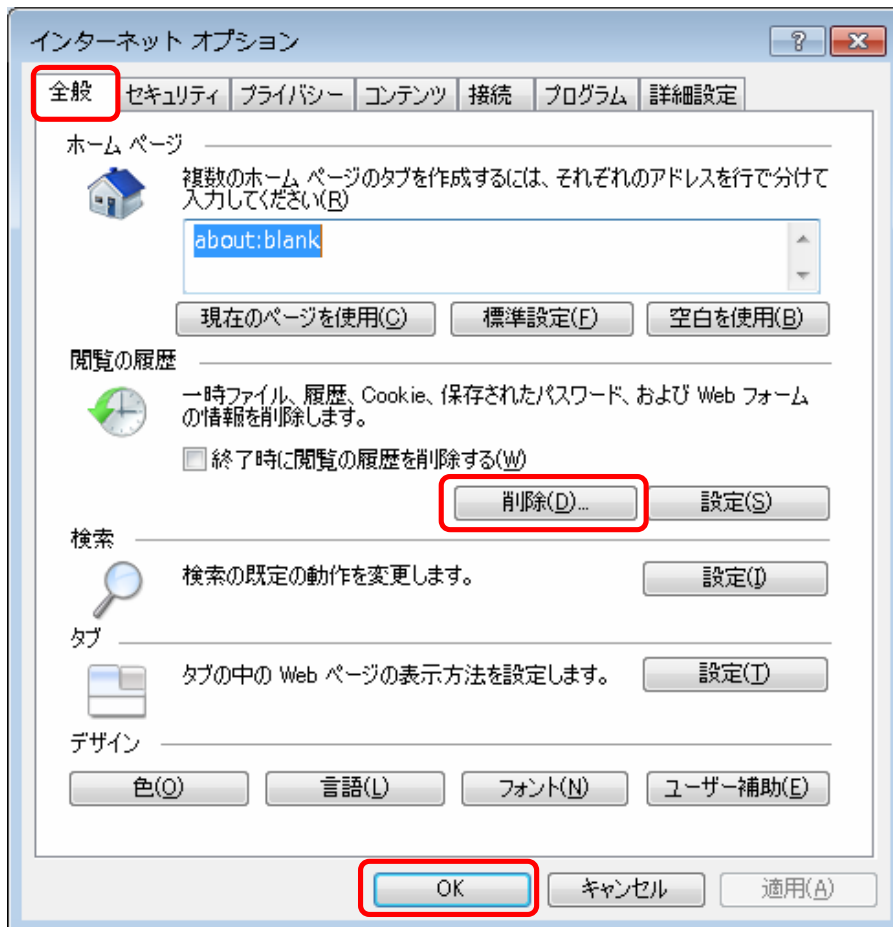 インターネット オプション
全般 セキュリティ プライバシー コンテンツ 接続 プログラム 詳細設定
ホーム ページ
複数のホーム ページのタブを作成するには、それぞれのアドレスを行で分けて
入力してください(R)
about:blank
現在のページを使用(C) 標準設定(F) 空白を使用(B)
閲覧の履歴
一時ファイル、履歴、Cookie、保存されたパスワード、および Web フォーム
の情報を削除します。
終了時に閲覧の履歴を削除する(W)
削除(D)... 設定(S)
検索
検索の既定の動作を変更します。
設定(I)
タブ
タブの中の Web ページの表示方法を設定します。
設定(T)
デザイン
色(O) 言語(L) フォント(N) ユーザー補助(E)
OK キャンセル 適用(A)